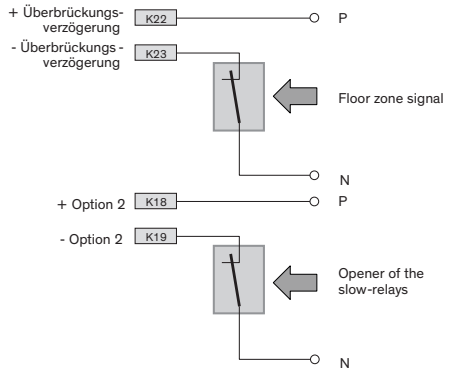 + Überbrückungs-
verzögerung K22 P
- Überbrückungs-
verzögerung K23
Floor zone signal
N
+ Option 2 K18 P
- Option 2 K19
Opener of the
slow-relays
N